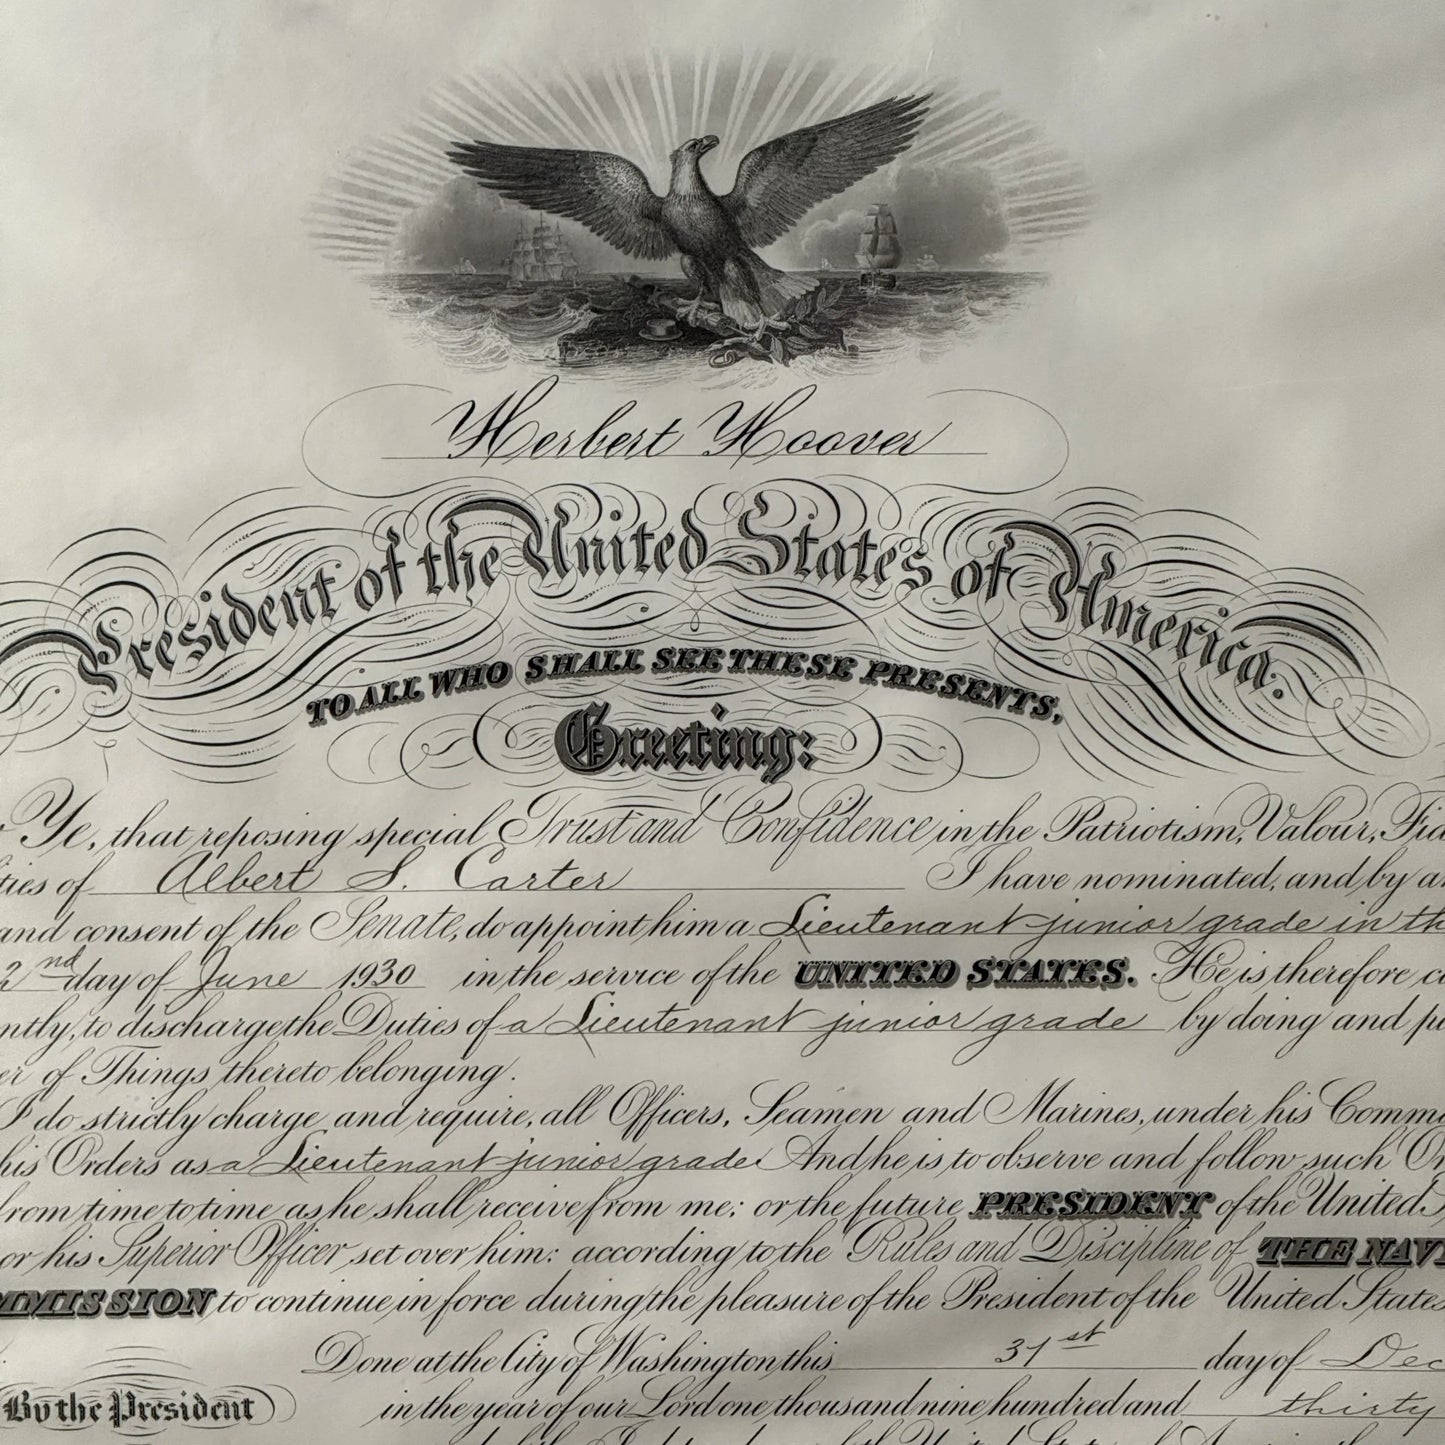 Herbert Hoover
President of the United States of America.
TO ALL WHO SHALL SEE THESE PRESENTS,
Greeting:
Ye, that reposing special Trust and Confidence in the Patriotism, Valour, Fid
ties of Albert S. Carter I have nominated, and by a
and consent of the Senate, do appoint him a Lieutenant junior grade in th
2nd day of June 1930 in the service of the UNITED STATES. He is therefore c
ntly, to discharge the Duties of a Lieutenant junior grade by doing and p
er of Things thereto belonging.
I do strictly charge and require, all Officers, Seamen and Marines, under his Comm
his Orders as a Lieutenant junior grade. And he is to observe and follow such Or
from time to time as he shall receive from me: or the future PRESIDENT of the United S
or his Superior Officer set over him: according to the Rules and Discipline of THE NAV
MMISSION to continue in force during the pleasure of the President of the United States
Done at the City of Washington this 31st day of Dec
By the President
in the year of our Lord one thousand nine hundred and thirty